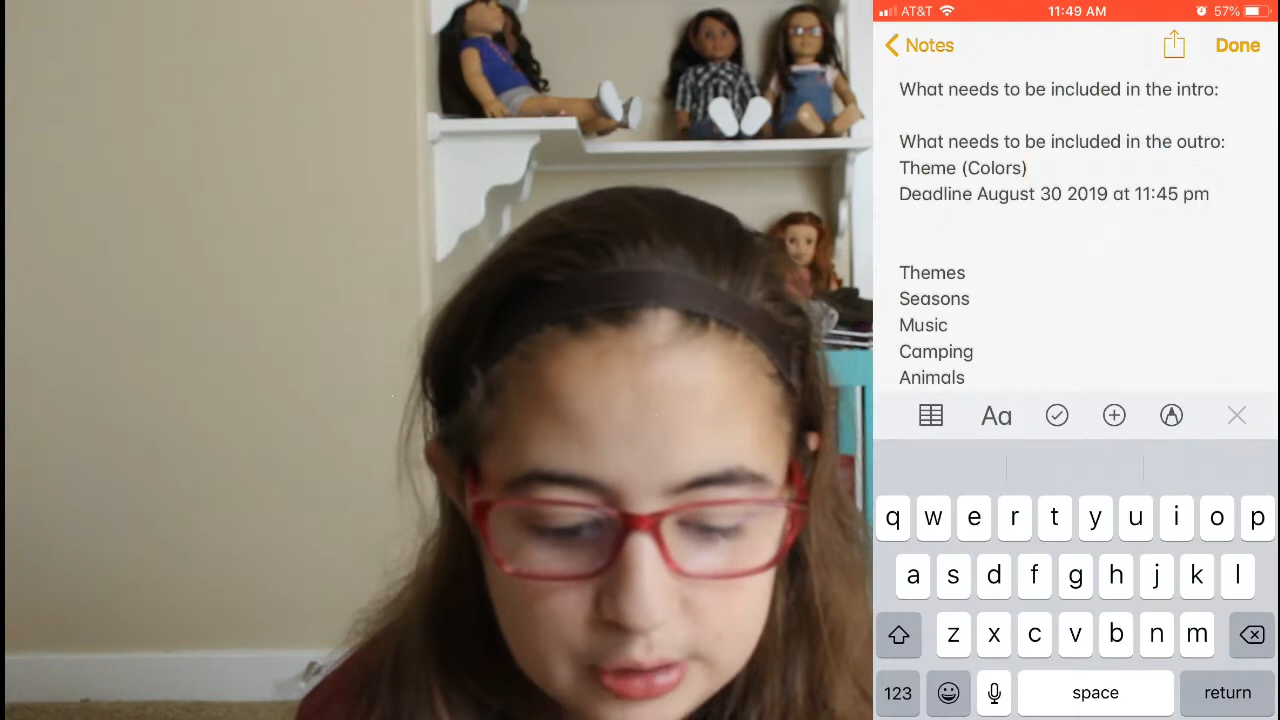 AT&T 11:49 AM 57%
Notes Done
What needs to be included in the intro:
What needs to be included in the outro:
Theme (Colors)
Deadline August 30 2019 at 11:45 pm
Themes
Seasons
Music
Camping
Animals
Aa
q w e r t y u i o p
a s d f g h j k l
z x c v b n m
123 space return